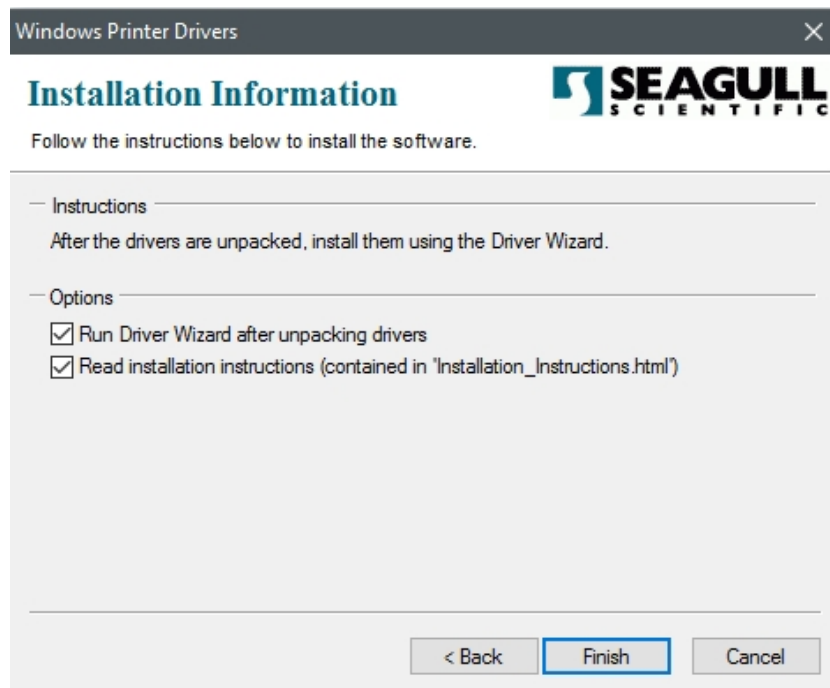 Windows Printer Drivers
Installation Information
SEAGULL
SCIENTIFIC
Follow the instructions below to install the software.
Instructions
After the drivers are unpacked, install them using the Driver Wizard.
Options
Run Driver Wizard after unpacking drivers
Read installation instructions (contained in 'Installation_Instructions.html')
< Back Finish Cancel